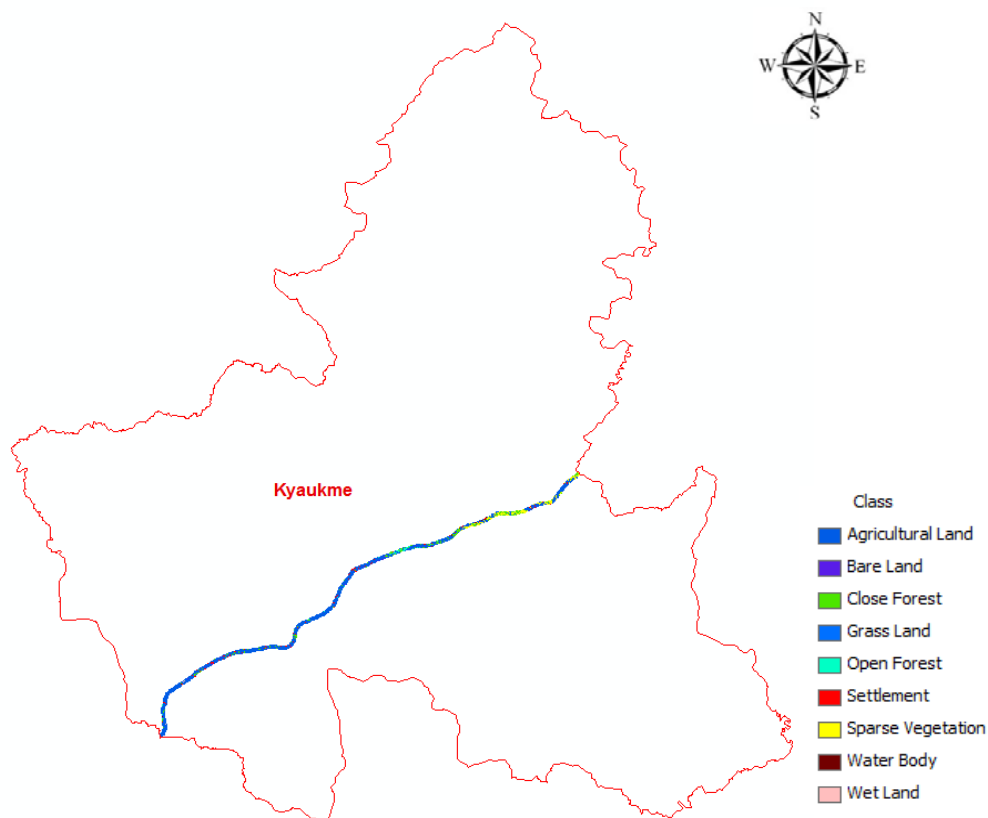 N
W E
S
Kyaukme
Class
Agricultural Land
Bare Land
Close Forest
Grass Land
Open Forest
Settlement
Sparse Vegetation
Water Body
Wet Land